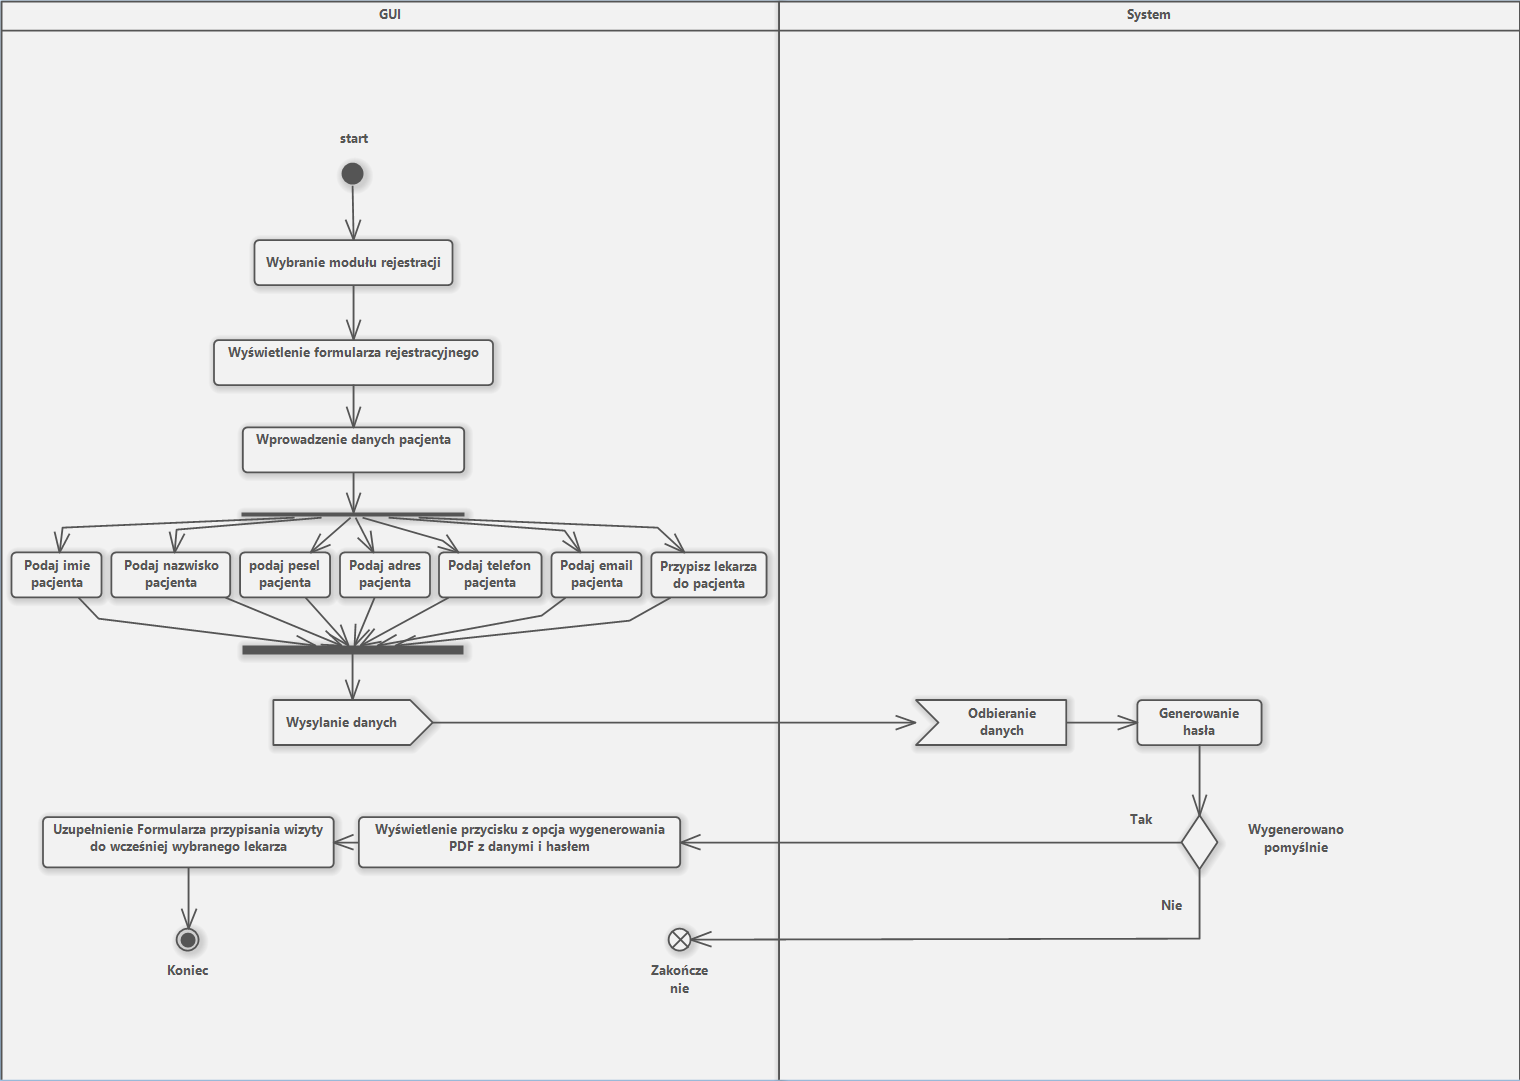 GUI
System
start
Wybranie modułu rejestracji
Wyświetlenie formularza rejestracyjnego
Wprowadzenie danych pacjenta
Podaj imie
pacjenta
Podaj nazwisko
pacjenta
podaj pesel
pacjenta
Podaj adres
pacjenta
Podaj telefon
pacjenta
Podaj email
pacjenta
Przypisz lekarza
do pacjenta
Wysylanie danych
Odbieranie
danych
Generowanie
hasła
Tak
Wygenerowano
pomyślnie
Uzupełnienie Formularza przypisania wizyty
do wcześniej wybranego lekarza
Wyświetlenie przycisku z opcja wygenerowania
PDF z danymi i hasłem
Nie
Koniec
Zakończe
nie